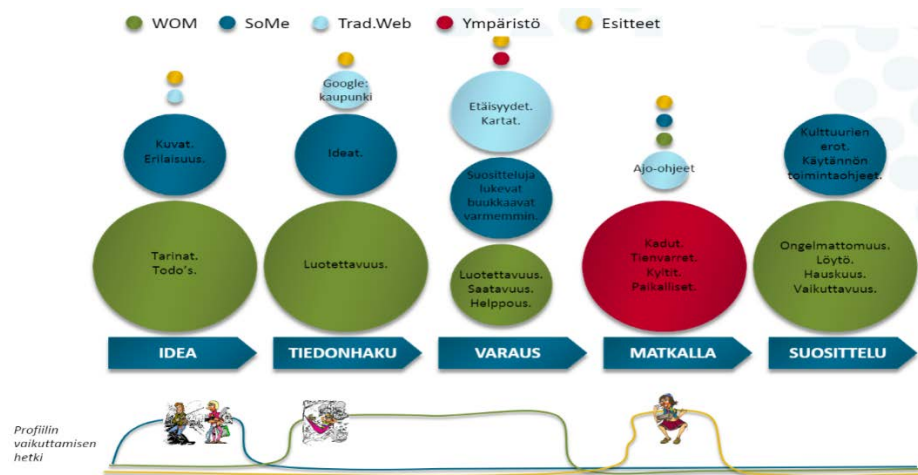 WOM SoMe Trad.Web Ympäristö Esitteet
Kuvat.
Erilaisuus.
Tarinat.
Todo's.
Google:
kaupunki
Ideat.
Luotettavuus.
Etäisyydet.
Kartat.
Suositteluja
lukevat
buukkaavat
varmemmin.
Luotettavuus.
Saatavuus.
Helppous.
Ajo-ohjeet
Kadut.
Tienvarret.
Kyltit.
Paikalliset.
Kulttuurien
erot.
Käytännön
toimintaohjeet.
Ongelmattomuus.
Löytö.
Hauskuus.
Vaikuttavuus.
IDEA TIEDONHAKU VARAUS MATKALLA SUOSITTELU
Profiilin
vaikuttamisen
hetki